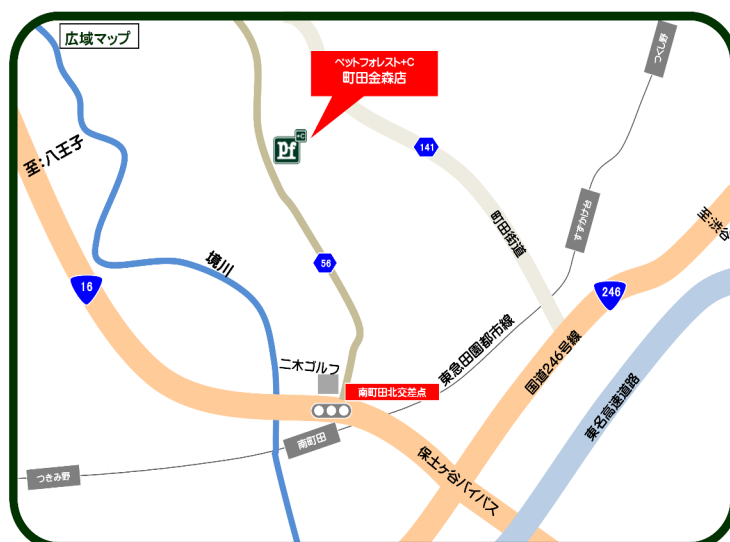 広域マップ
ペットフォレスト+C
町田金森店
つくし野
+C
pf
至:八王子
141
すずかけ台
町田街道
至:渋谷
境川
56
16
246
二木ゴルフ
東急田園都市線
国道246号線
南町田北交差点
東名高速道路
南町田
保土ヶ谷バイパス
つきみ野